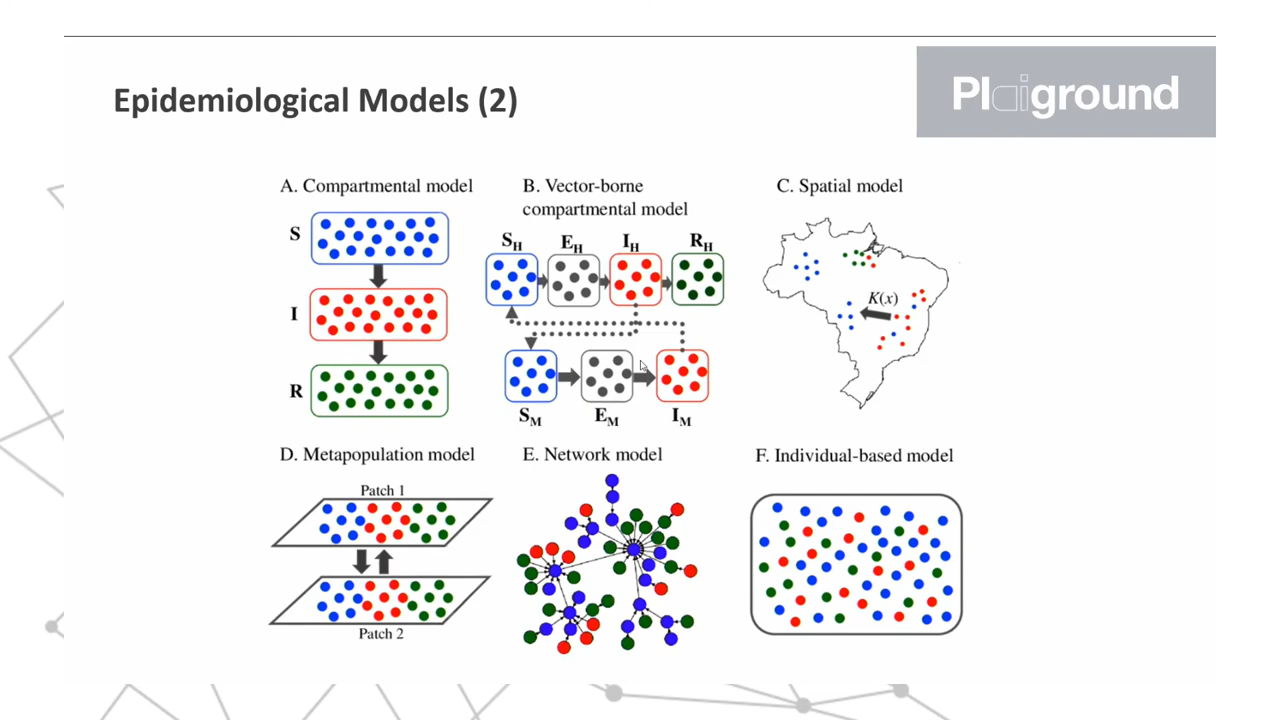 Epidemiological Models (2)
Plaiground
A. Compartmental model
S
I
R
B. Vector-borne
compartmental model
S_H E_H I_H R_H
S_M E_M I_M
C. Spatial model
K(x)
D. Metapopulation model
Patch 1
Patch 2
E. Network model
F. Individual-based model